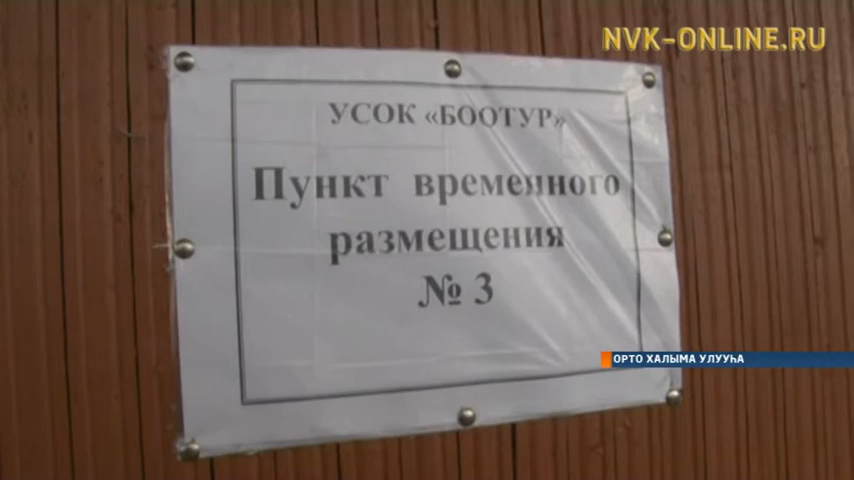 NVK-ONLINE.RU
УСОК «БООТУР»
Пункт временного
размещения
№ 3
ОРТО ХАЛЫМА УЛУУҺА